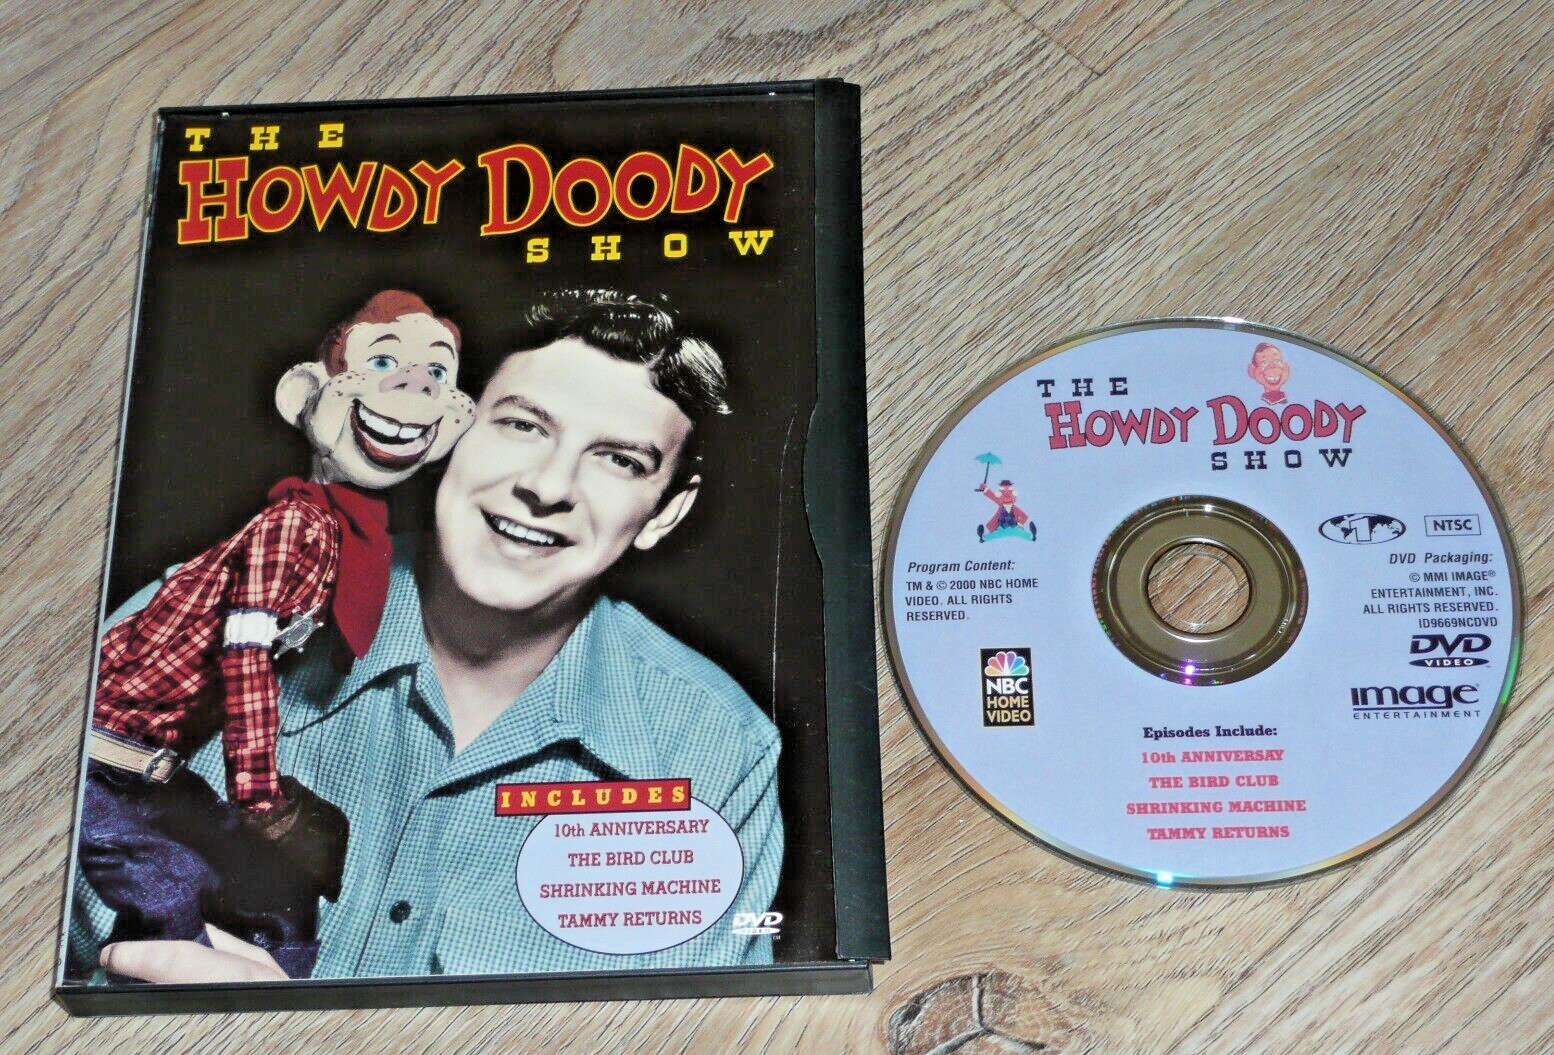 THE
HOWDY DOODY
SHOW
INCLUDES
10th ANNIVERSARY
THE BIRD CLUB
SHRINKING MACHINE
TAMMY RETURNS
DVD
VIDEO
THE
HOWDY DOODY
SHOW
NTSC
Program Content:
TM & © 2000 NBC HOME
VIDEO. ALL RIGHTS
RESERVED.
DVD Packaging:
© MMI IMAGE®
ENTERTAINMENT, INC.
ALL RIGHTS RESERVED.
ID9669NCDVD
DVD
VIDEO
NBC
HOME
VIDEO
image
ENTERTAINMENT
Episodes Include:
10th ANNIVERSAY
THE BIRD CLUB
SHRINKING MACHINE
TAMMY RETURNS